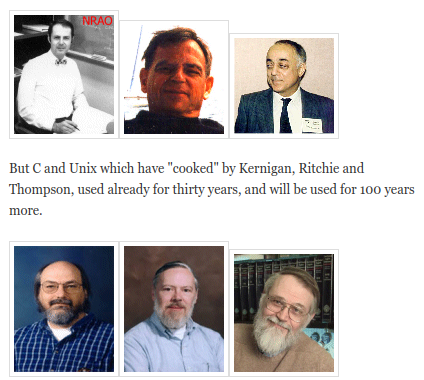 NRAO
But C and Unix which have "cooked" by Kernigan, Ritchie and
Thompson, used already for thirty years, and will be used for 100 years
more.